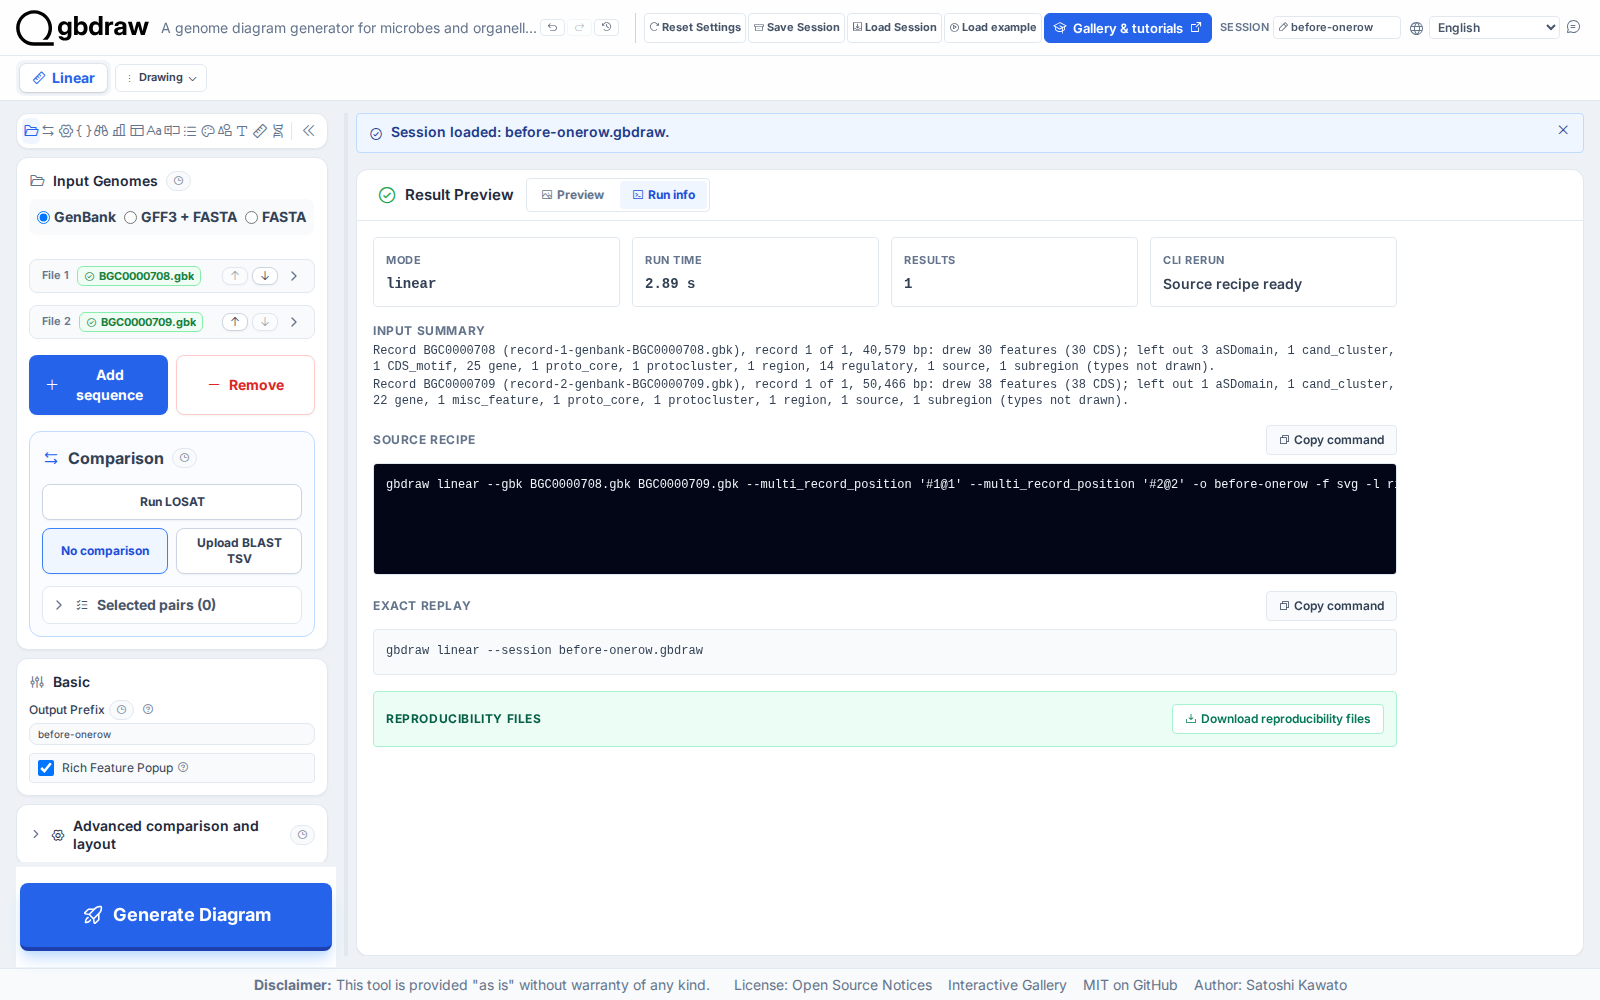 gbdraw A genome diagram generator for microbes and organell... Reset Settings Save Session Load Session Load example Gallery & tutorials SESSION before-onerow English
Linear Drawing
Session loaded: before-onerow.gbdraw.
Input Genomes
GenBank GFF3 + FASTA FASTA
File 1 BGC0000708.gbk
File 2 BGC0000709.gbk
Add sequence
Remove
Comparison
Run LOSAT
No comparison
Upload BLAST TSV
Selected pairs (0)
Basic
Output Prefix
before-onerow
Rich Feature Popup
Advanced comparison and layout
Generate Diagram
Result Preview Preview Run info
MODE
linear
RUN TIME
2.89 s
RESULTS
1
CLI RERUN
Source recipe ready
INPUT SUMMARY
Record BGC0000708 (record-1-genbank-BGC0000708.gbk), record 1 of 1, 40,579 bp: drew 30 features (30 CDS); left out 3 aSDomain, 1 cand_cluster,
1 CDS_motif, 25 gene, 1 proto_core, 1 protocluster, 1 region, 14 regulatory, 1 source, 1 subregion (types not drawn).
Record BGC0000709 (record-2-genbank-BGC0000709.gbk), record 1 of 1, 50,466 bp: drew 38 features (38 CDS); left out 1 aSDomain, 1 cand_cluster,
22 gene, 1 misc_feature, 1 proto_core, 1 protocluster, 1 region, 1 source, 1 subregion (types not drawn).
SOURCE RECIPE
Copy command
gbdraw linear --gbk BGC0000708.gbk BGC0000709.gbk --multi_record_position '#1@1' --multi_record_position '#2@2' -o before-onerow -f svg -l
EXACT REPLAY
Copy command
gbdraw linear --session before-onerow.gbdraw
REPRODUCIBILITY FILES
Download reproducibility files
Disclaimer: This tool is provided "as is" without warranty of any kind. License: Open Source Notices Interactive Gallery MIT on GitHub Author: Satoshi Kawato